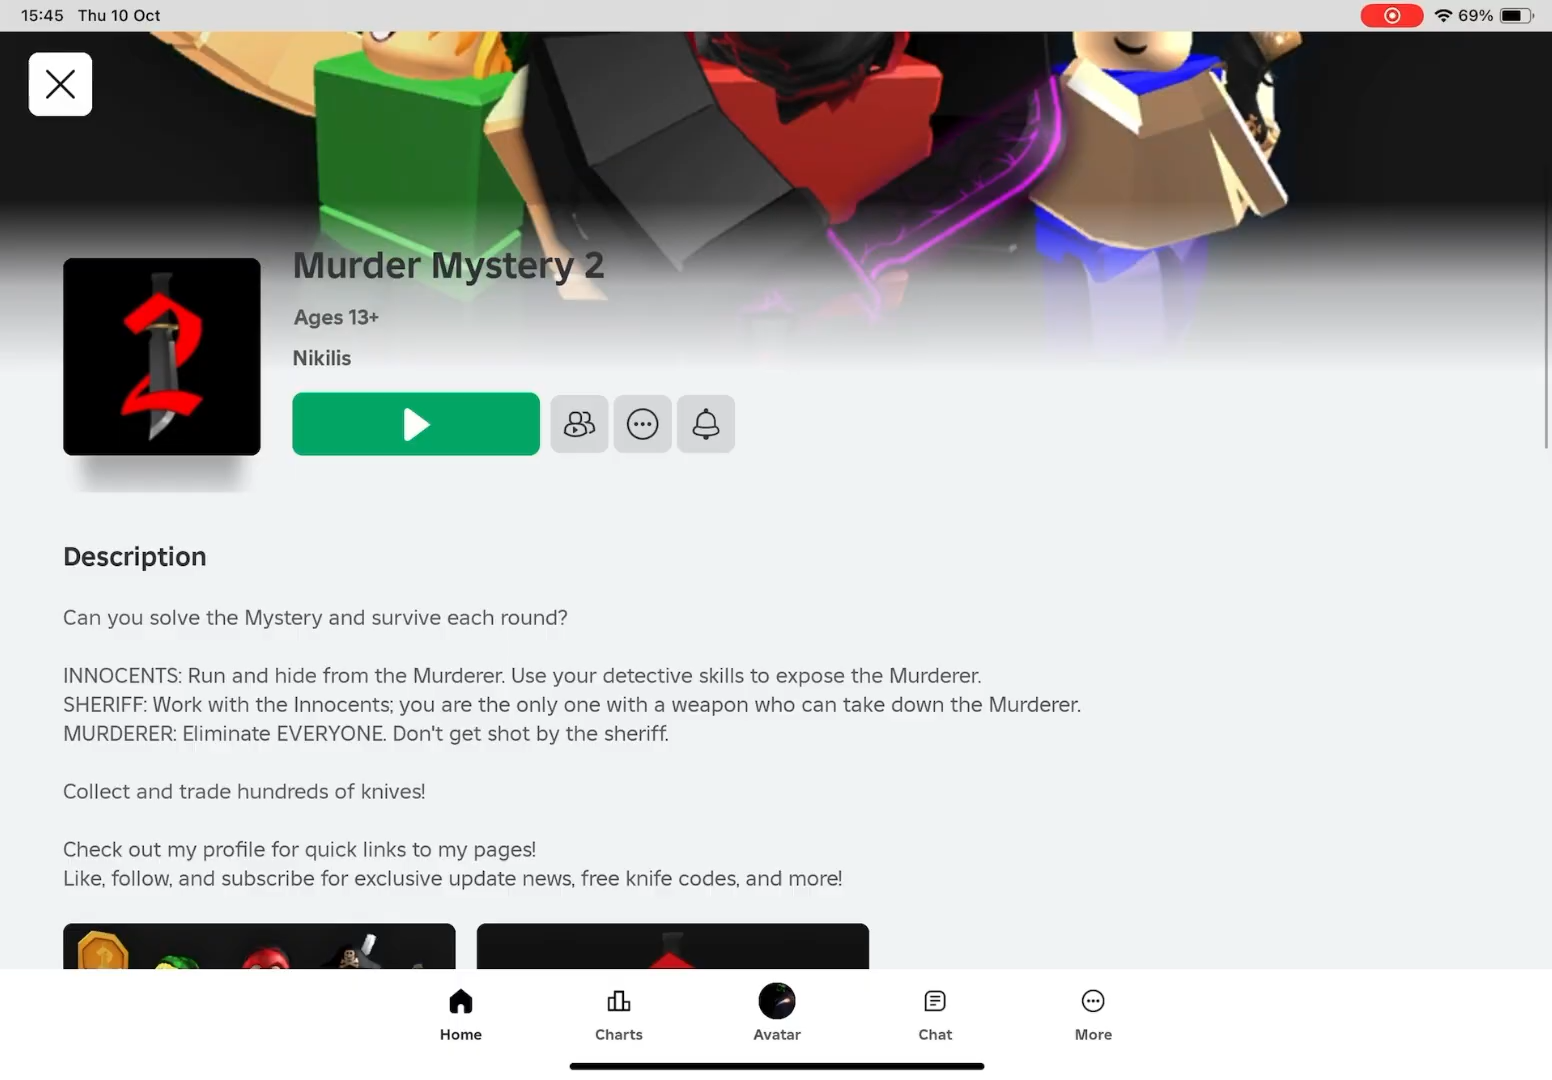 15:45 Thu 10 Oct
69%
Murder Mystery 2
Ages 13+
Nikilis
2
Description
Can you solve the Mystery and survive each round?
INNOCENTS: Run and hide from the Murderer. Use your detective skills to expose the Murderer.
SHERIFF: Work with the Innocents; you are the only one with a weapon who can take down the Murderer.
MURDERER: Eliminate EVERYONE. Don't get shot by the sheriff.
Collect and trade hundreds of knives!
Check out my profile for quick links to my pages!
Like, follow, and subscribe for exclusive update news, free knife codes, and more!
Home Charts Avatar Chat More